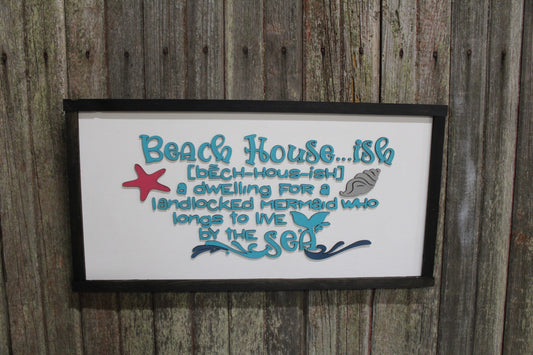 Beach House...ish
[bēch-hous-ish]
a dwelling for a
landlocked mermaid who
longs to live
by the sea